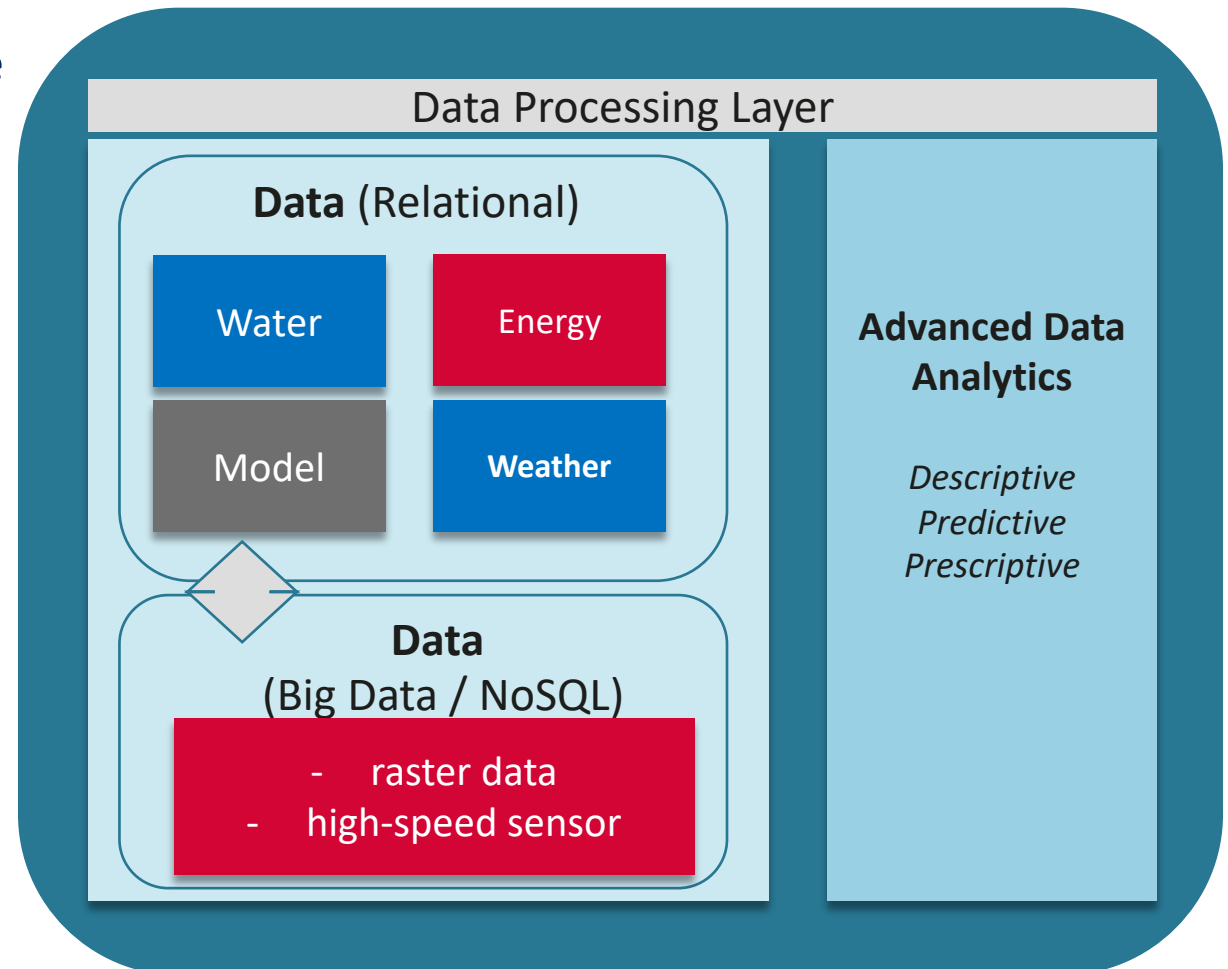 Data Processing Layer
Data (Relational)
Water
Energy
Model
Weather
Data
(Big Data / NoSQL)
- raster data
- high-speed sensor
Advanced Data
Analytics
Descriptive
Predictive
Prescriptive